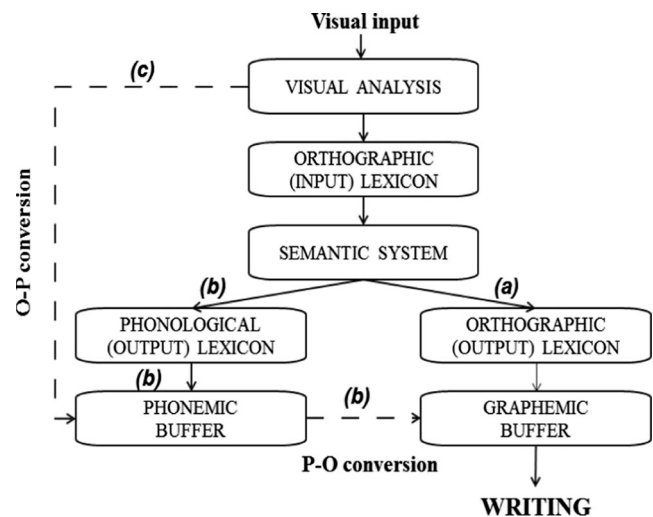 Visual input
(c)
VISUAL ANALYSIS
ORTHOGRAPHIC
(INPUT) LEXICON
O-P conversion
SEMANTIC SYSTEM
(b)
(a)
PHONOLOGICAL
(OUTPUT) LEXICON
ORTHOGRAPHIC
(OUTPUT) LEXICON
(b)
(b)
PHONEMIC
BUFFER
GRAPHEMIC
BUFFER
P-O conversion
WRITING